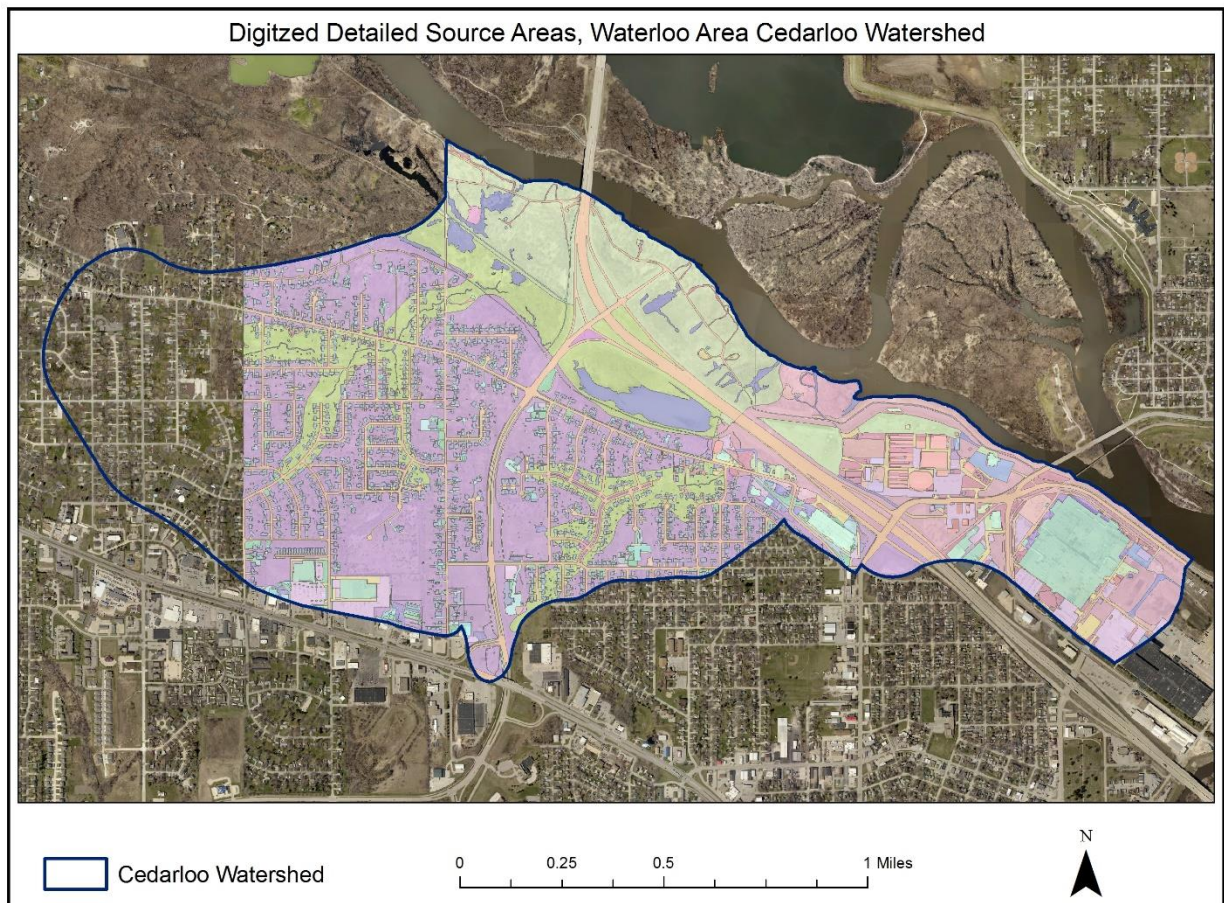 Digitzed Detailed Source Areas, Waterloo Area Cedarloo Watershed
Cedarloo Watershed
0 0.25 0.5 1 Miles
N